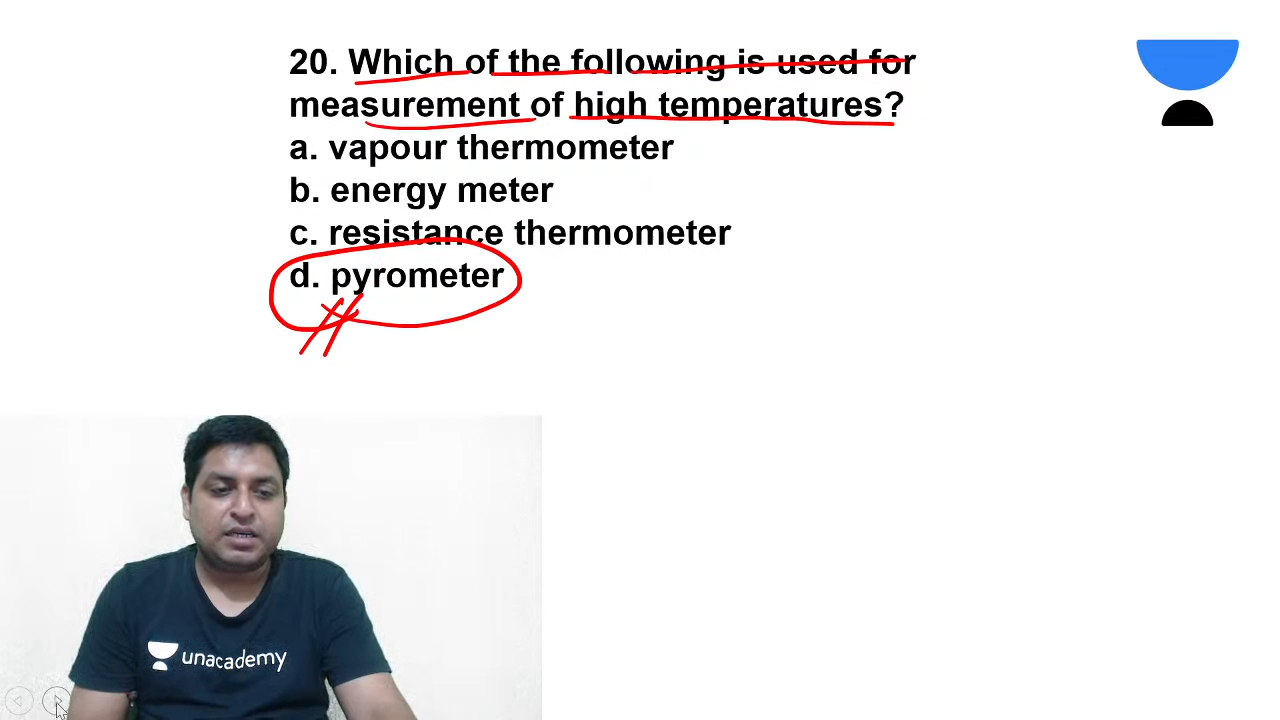 20. Which of the following is used for
measurement of high temperatures?
a. vapour thermometer
b. energy meter
c. resistance thermometer
d. pyrometer
unacademy